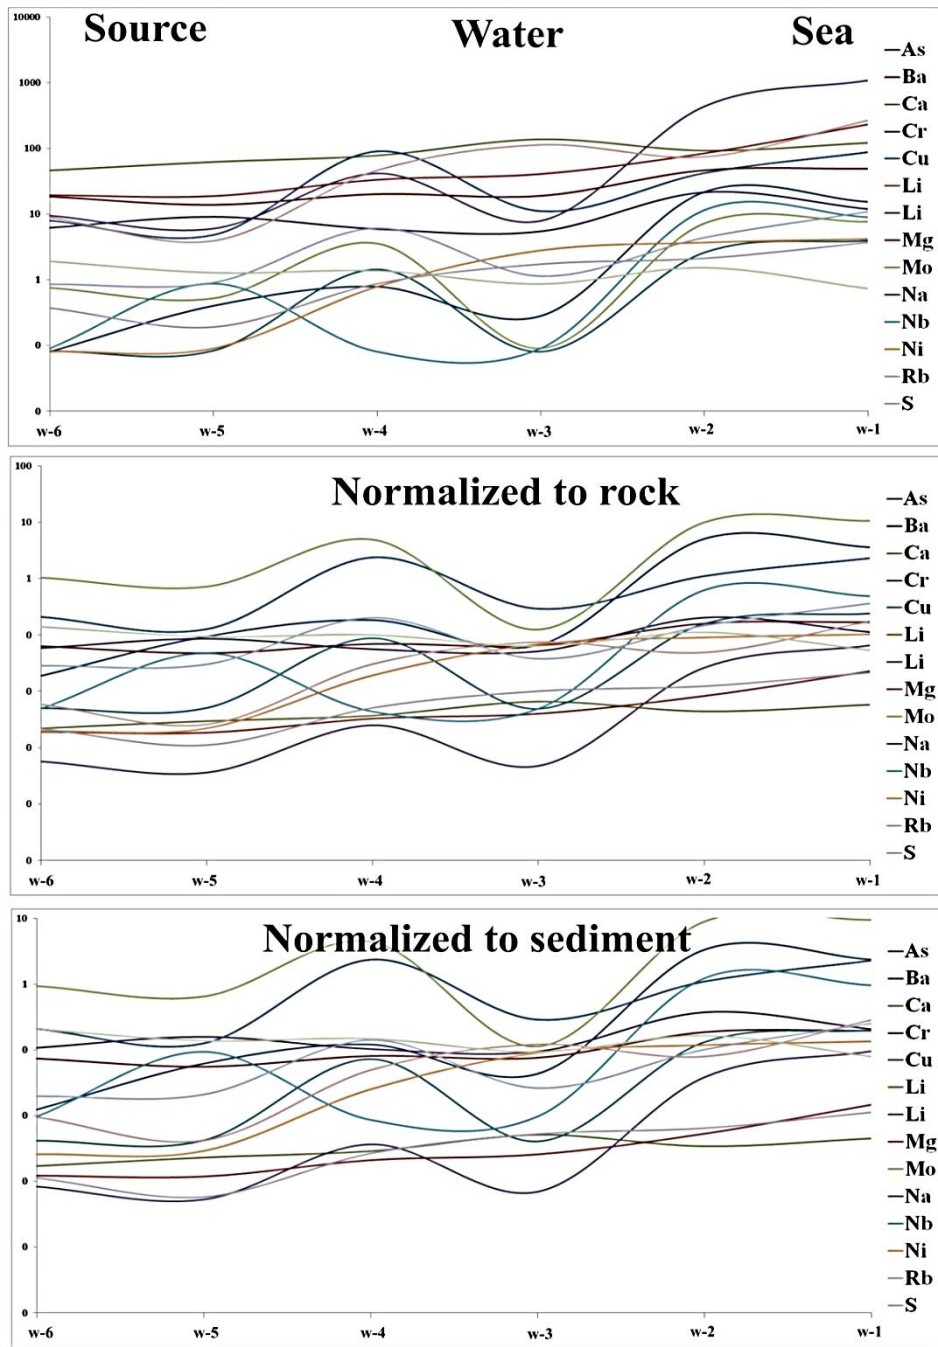 Source Water Sea
10000
1000
100
10
1
0
0
w-6 w-5 w-4 w-3 w-2 w-1
As
Ba
Ca
Cr
Cu
Li
Li
Mg
Mo
Na
Nb
Ni
Rb
S
Normalized to rock
100
10
1
0
0
0
0
0
w-6 w-5 w-4 w-3 w-2 w-1
As
Ba
Ca
Cr
Cu
Li
Li
Mg
Mo
Na
Nb
Ni
Rb
S
Normalized to sediment
10
1
0
0
0
0
0
w-6 w-5 w-4 w-3 w-2 w-1
As
Ba
Ca
Cr
Cu
Li
Li
Mg
Mo
Na
Nb
Ni
Rb
S